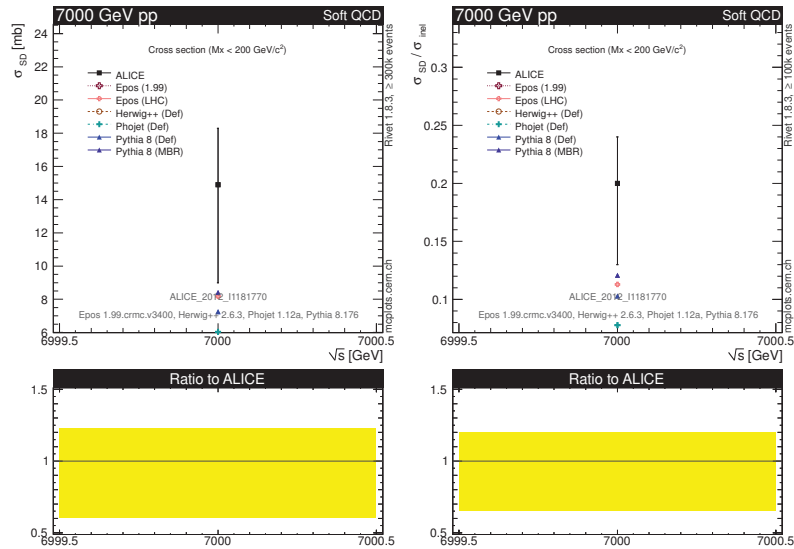 7000 GeV pp Soft QCD
σ SD [mb]
Cross section (Mx < 200 GeV/c²)
ALICE
Epos (1.99)
Epos (LHC)
Herwig++ (Def)
Phojet (Def)
Pythia 8 (Def)
Pythia 8 (MBR)
24
22
20
18
16
14
12
10
8
6
ALICE_2012_I1181770
Epos 1.99.crmc.v3400, Herwig++ 2.6.3, Phojet 1.12a, Pythia 8.176
6999.5 7000 7000.5
√s [GeV]
Rivet 1.8.3, ≥ 300k events
mcplots.cern.ch
Ratio to ALICE
1.5
1
0.5
6999.5 7000 7000.5
7000 GeV pp Soft QCD
σ SD / σ inel
Cross section (Mx < 200 GeV/c²)
ALICE
Epos (1.99)
Epos (LHC)
Herwig++ (Def)
Phojet (Def)
Pythia 8 (Def)
Pythia 8 (MBR)
0.3
0.25
0.2
0.15
0.1
ALICE_2012_I1181770
Epos 1.99.crmc.v3400, Herwig++ 2.6.3, Phojet 1.12a, Pythia 8.176
6999.5 7000 7000.5
√s [GeV]
Rivet 1.8.3, ≥ 100k events
mcplots.cern.ch
Ratio to ALICE
1.5
1
0.5
6999.5 7000 7000.5